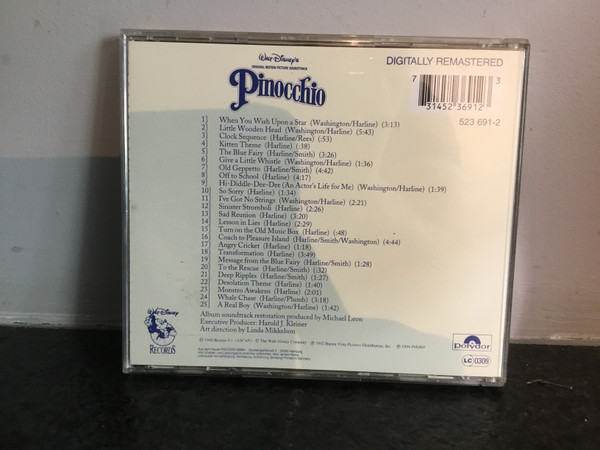 WALT DISNEY'S
ORIGINAL MOTION PICTURE SOUNDTRACK
Pinocchio
DIGITALLY REMASTERED
7 31452 36912 3
523 691-2
1] When You Wish Upon a Star (Washington/Harline) (3:13)
2] Little Wooden Head (Washington/Harline) (5:43)
3] Clock Sequence (Harline/Rees) (:53)
4] Kitten Theme (Harline) (:38)
5] The Blue Fairy (Harline/Smith) (3:26)
6] Give a Little Whistle (Washington/Harline) (1:36)
7] Old Geppetto (Harline/Smith) (4:42)
8] Off to School (Harline) (4:17)
9] Hi-Diddle-Dee-Dee (An Actor's Life for Me) (Washington/Harline) (1:39)
10] So Sorry (Harline) (1:34)
11] I've Got No Strings (Washington/Harline) (2:21)
12] Sinister Stromboli (Harline) (2:26)
13] Sad Reunion (Harline) (3:20)
14] Lesson in Lies (Harline) (2:29)
15] Turn on the Old Music Box (Harline) (:48)
16] Coach to Pleasure Island (Harline/Smith/Washington) (4:44)
17] Angry Cricket (Harline) (1:18)
18] Transformation (Harline) (3:49)
19] Message from the Blue Fairy (Harline/Smith) (1:28)
20] To the Rescue (Harline/Smith) (:32)
21] Deep Ripples (Harline/Smith) (1:27)
22] Desolation Theme (Harline) (1:40)
23] Monstro Awakens (Harline) (2:01)
24] Whale Chase (Harline/Plumb) (3:18)
25] A Real Boy (Washington/Harline) (1:42)
Album soundtrack restoration produced by Michael Leon
Executive Producer: Harold J. Kleiner
Art direction by Linda Mikkelson
WALT DISNEY
RECORDS
polydor
LC 0309